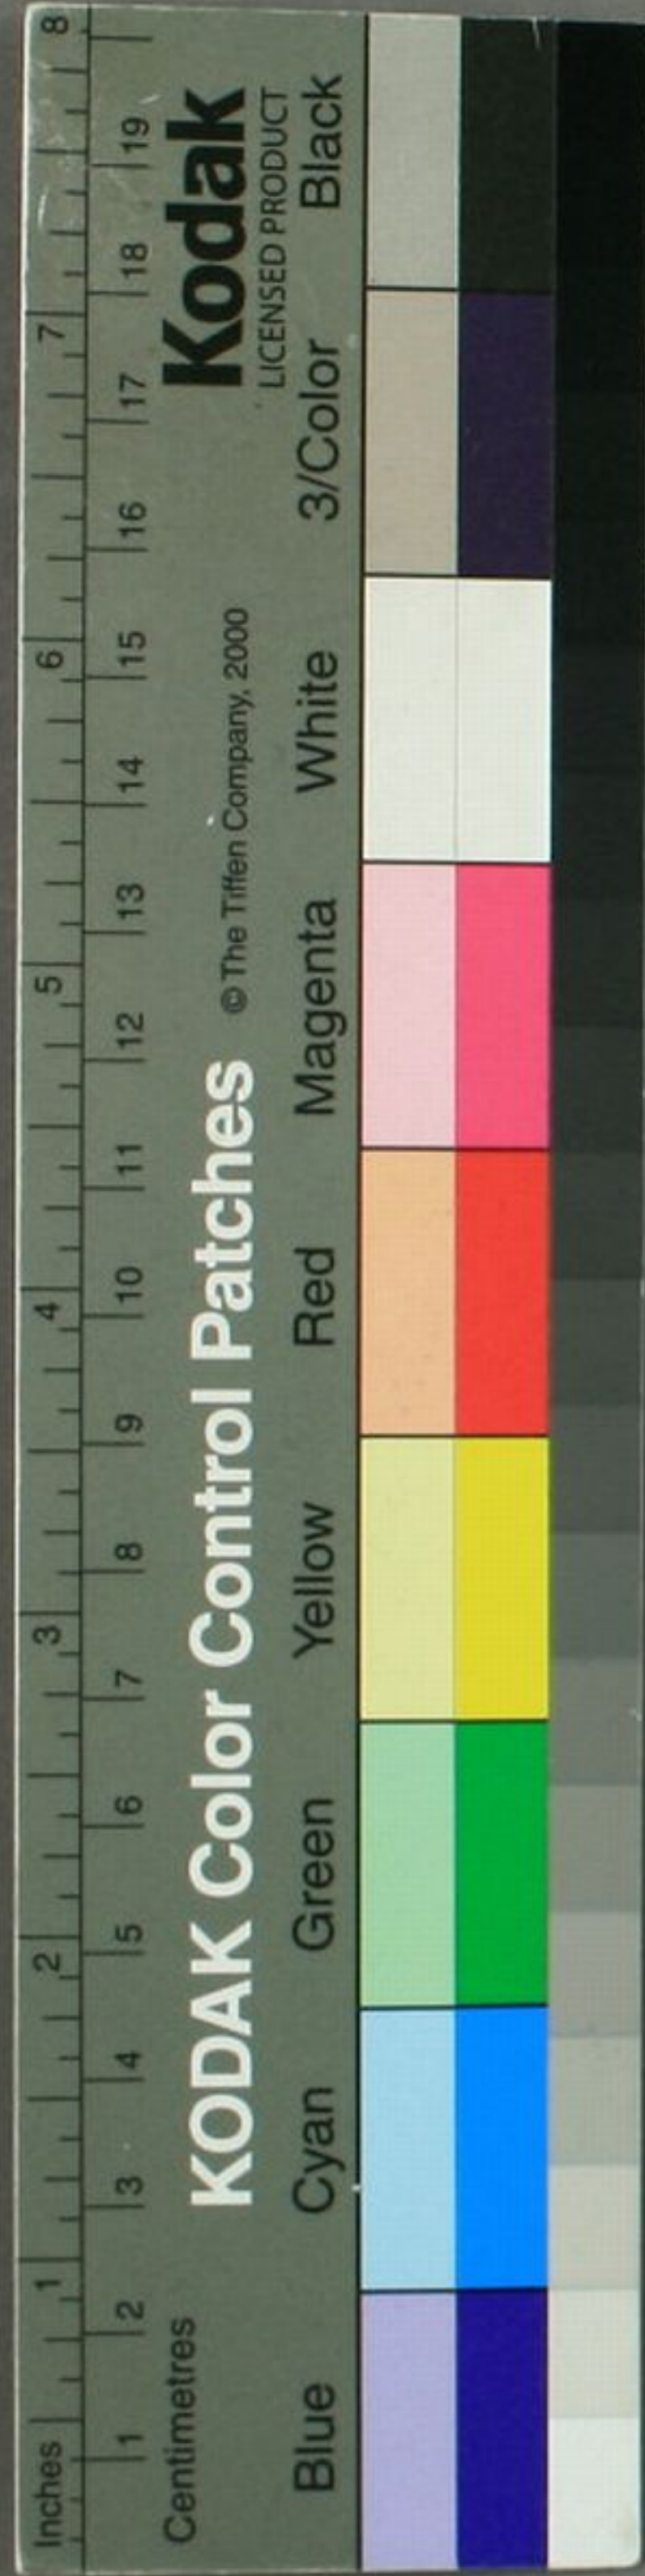 Inches 1 2 3 4 5 6 7 8
Centimetres 1 2 3 4 5 6 7 8 9 10 11 12 13 14 15 16 17 18 19
KODAK Color Control Patches © The Tiffen Company, 2000 Kodak
LICENSED PRODUCT
Blue Cyan Green Yellow Red Magenta White 3/Color Black